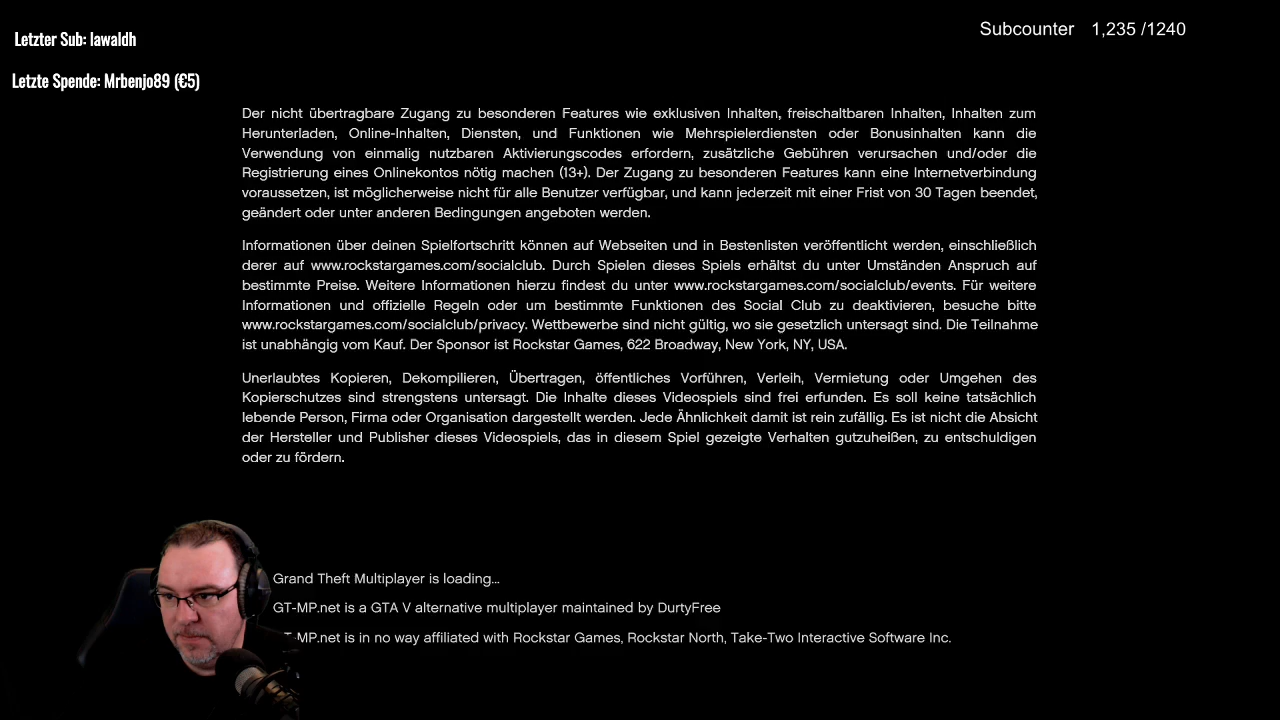 Letzter Sub: lawaldh
Subcounter 1,235 /1240
Letzte Spende: Mrbenjo89 (€5)
Der nicht übertragbare Zugang zu besonderen Features wie exklusiven Inhalten, freischaltbaren Inhalten, Inhalten zum
Herunterladen, Online-Inhalten, Diensten, und Funktionen wie Mehrspielerdiensten oder Bonusinhalten kann die
Verwendung von einmalig nutzbaren Aktivierungscodes erfordern, zusätzliche Gebühren verursachen und/oder die
Registrierung eines Onlinekontos nötig machen (13+). Der Zugang zu besonderen Features kann eine Internetverbindung
voraussetzen, ist möglicherweise nicht für alle Benutzer verfügbar, und kann jederzeit mit einer Frist von 30 Tagen beendet,
geändert oder unter anderen Bedingungen angeboten werden.
Informationen über deinen Spielfortschritt können auf Webseiten und in Bestenlisten veröffentlicht werden, einschließlich
derer auf www.rockstargames.com/socialclub. Durch Spielen dieses Spiels erhältst du unter Umständen Anspruch auf
bestimmte Preise. Weitere Informationen hierzu findest du unter www.rockstargames.com/socialclub/events. Für weitere
Informationen und offizielle Regeln oder um bestimmte Funktionen des Social Club zu deaktivieren, besuche bitte
www.rockstargames.com/socialclub/privacy. Wettbewerbe sind nicht gültig, wo sie gesetzlich untersagt sind. Die Teilnahme
ist unabhängig vom Kauf. Der Sponsor ist Rockstar Games, 622 Broadway, New York, NY, USA.
Unerlaubtes Kopieren, Dekompilieren, Übertragen, öffentliches Vorführen, Verleih, Vermietung oder Umgehen des
Kopierschutzes sind strengstens untersagt. Die Inhalte dieses Videospiels sind frei erfunden. Es soll keine tatsächlich
lebende Person, Firma oder Organisation dargestellt werden. Jede Ähnlichkeit damit ist rein zufällig. Es ist nicht die Absicht
der Hersteller und Publisher dieses Videospiels, das in diesem Spiel gezeigte Verhalten gutzuheißen, zu entschuldigen
oder zu fördern.
Grand Theft Multiplayer is loading...
GT-MP.net is a GTA V alternative multiplayer maintained by DurtyFree
T-MP.net is in no way affiliated with Rockstar Games, Rockstar North, Take-Two Interactive Software Inc.